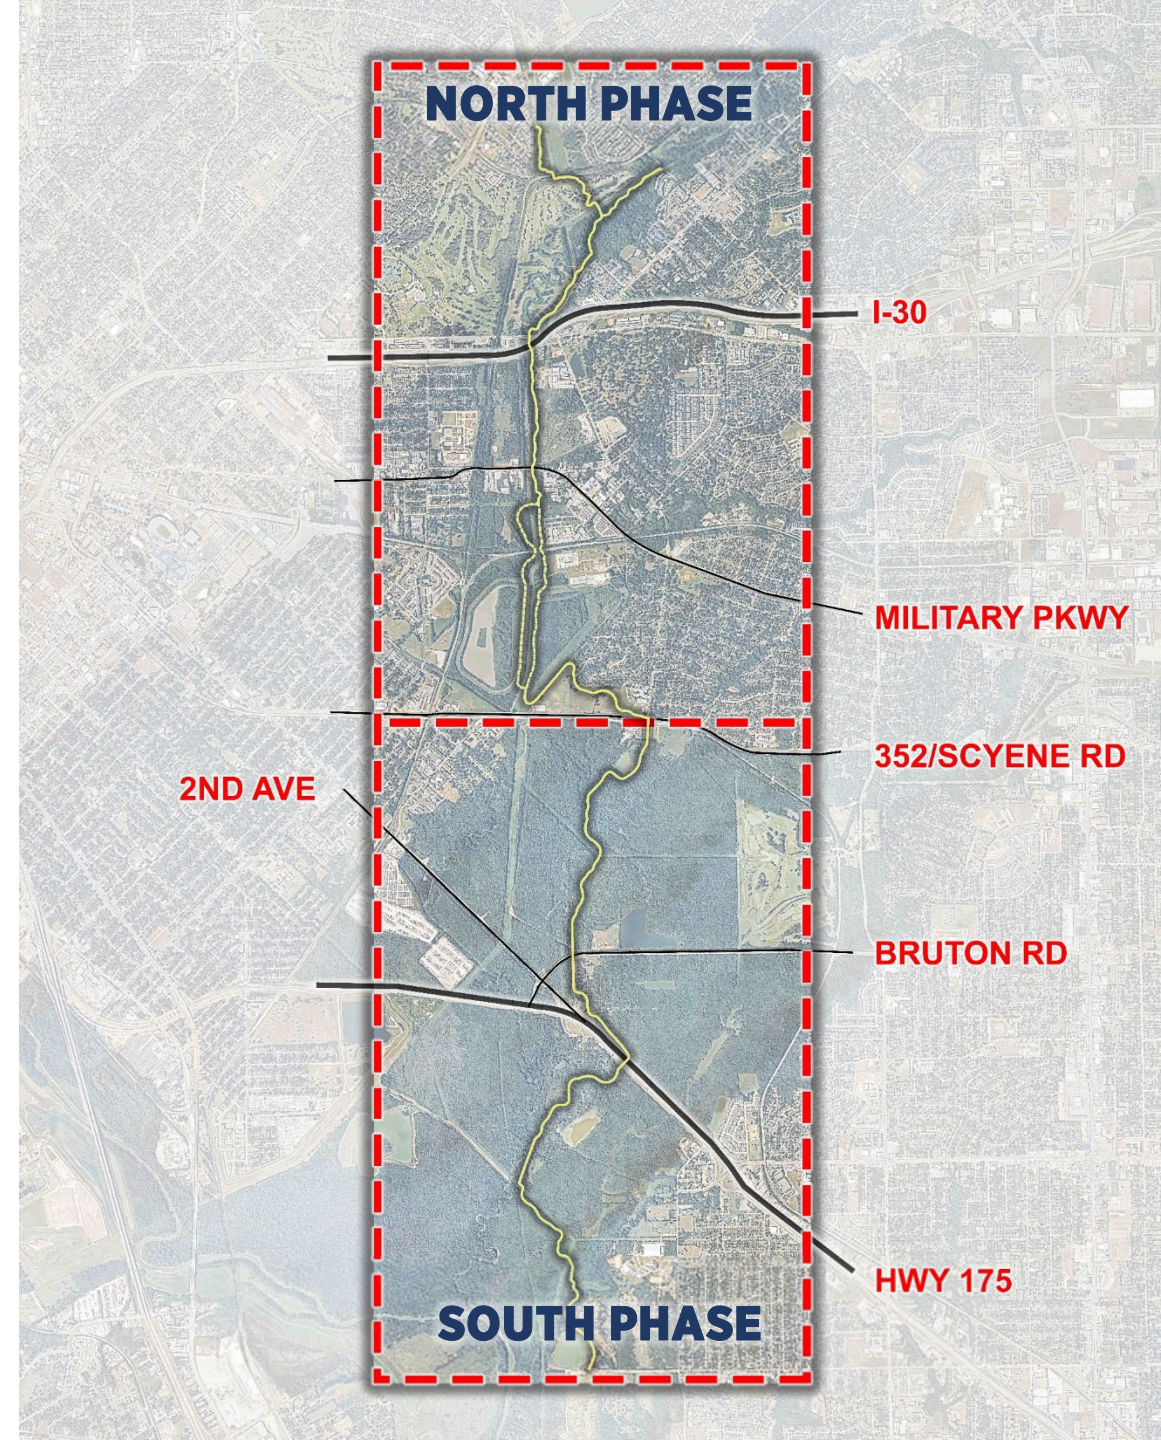 NORTH PHASE
I-30
MILITARY PKWY
352/SCYENE RD
2ND AVE
BRUTON RD
HWY 175
SOUTH PHASE